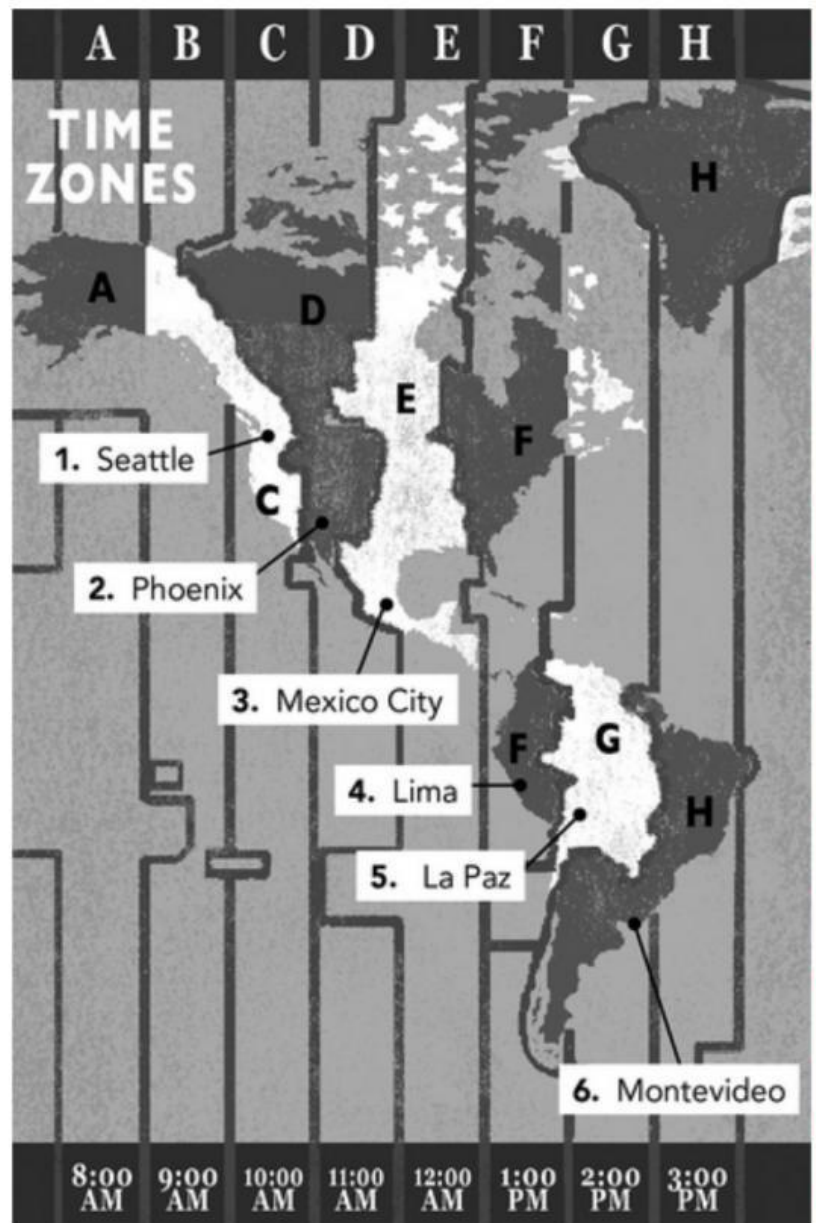 A B C D E F G H
TIME
ZONES
H
A
D
E
F
1. Seattle
C
2. Phoenix
3. Mexico City
G
F
4. Lima
H
5. La Paz
6. Montevideo
8:00 9:00 10:00 11:00 12:00 1:00 2:00 3:00
AM AM AM AM AM PM PM PM